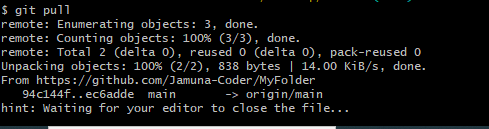 $ git pull
remote: Enumerating objects: 3, done.
remote: Counting objects: 100% (3/3), done.
remote: Total 2 (delta 0), reused 0 (delta 0), pack-reused 0
Unpacking objects: 100% (2/2), 838 bytes | 14.00 KiB/s, done.
From https://github.com/Jamuna-Coder/MyFolder
   94c144f..ec6adde  main       -> origin/main
hint: Waiting for your editor to close the file...